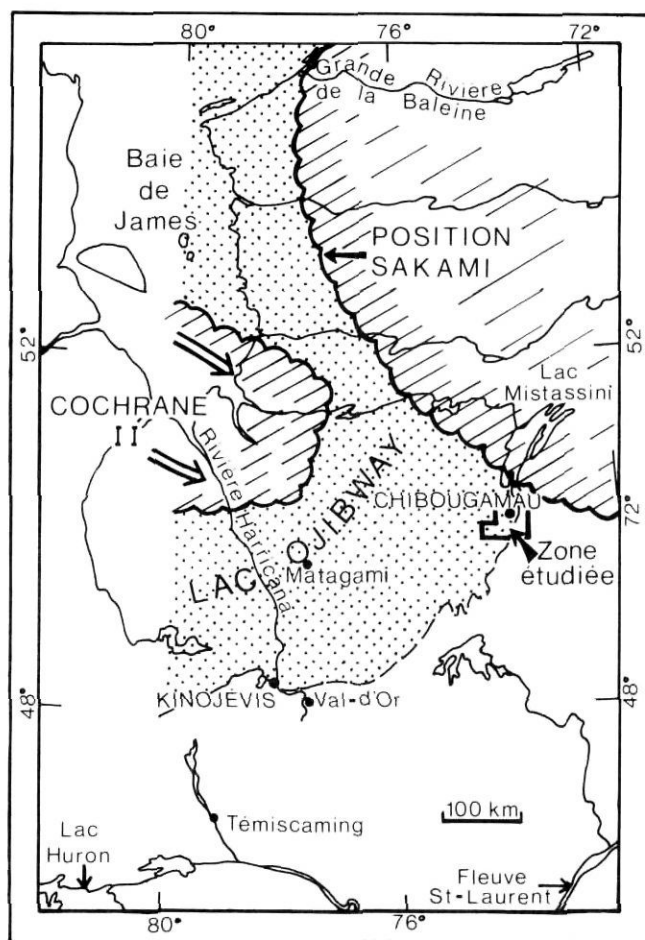 80°
76°
72°
Grande Rivière
de la Baleine
Baie
de
James
POSITION
SAKAMI
52°
52°
Lac
Mistassini
COCHRANE
II
Rivière Harricana
CHIBOUGAMAU
72°
LAC OJIBWAY
Matagami
Zone
étudiée
KINOJÉVIS
Val-d'Or
48°
48°
100 km
Témiscaming
Lac
Huron
Fleuve
St-Laurent
80°
76°